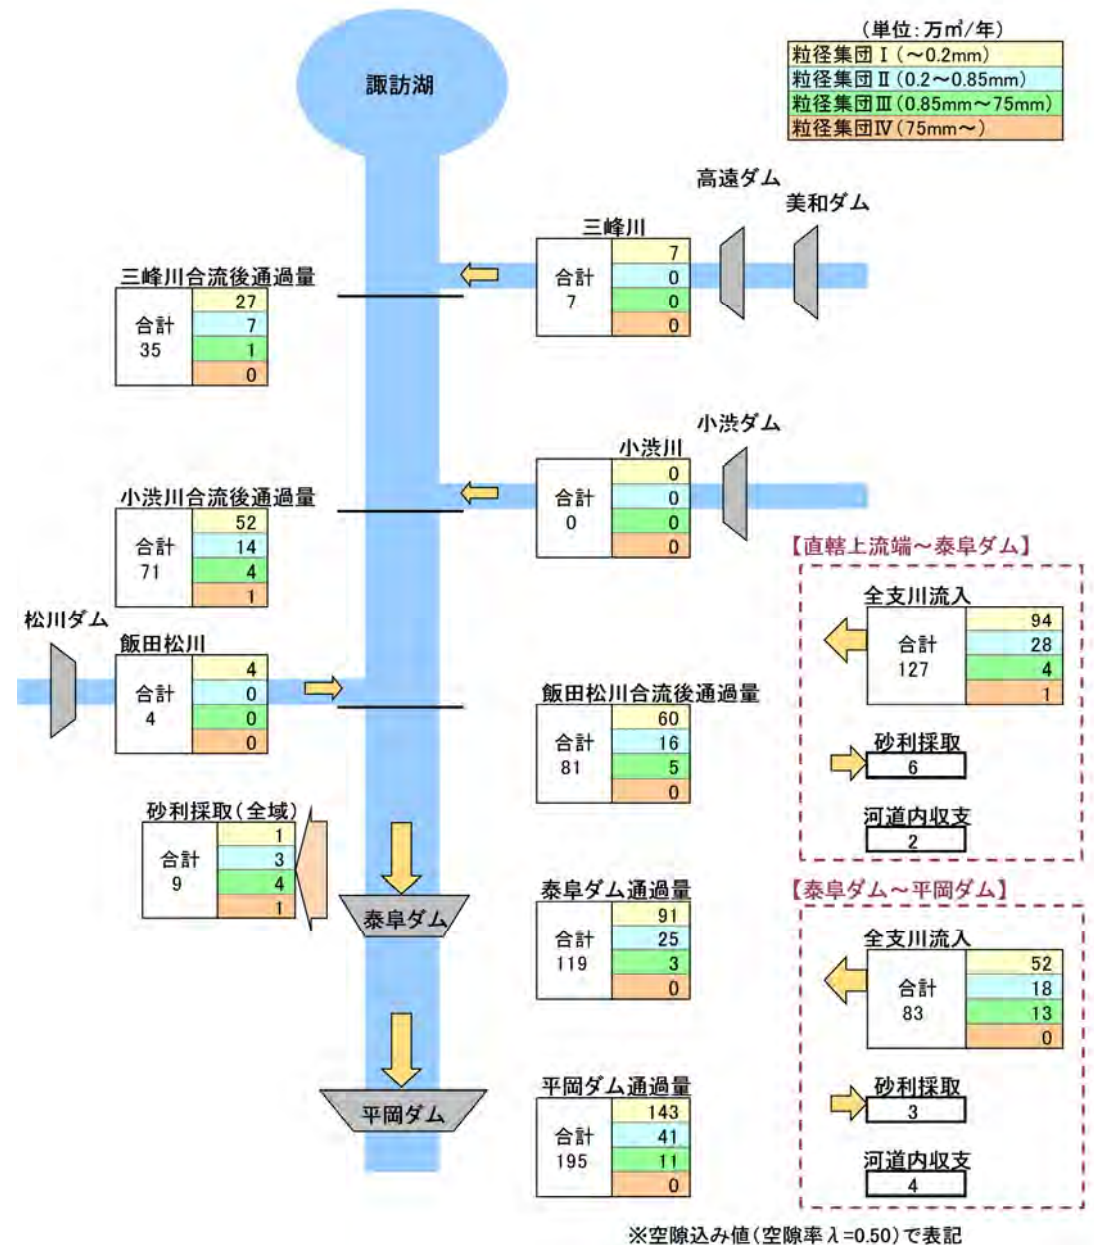 (単位:万㎥/年)
粒径集団Ⅰ(~0.2mm)
粒径集団Ⅱ(0.2~0.85mm)
粒径集団Ⅲ(0.85mm~75mm)
粒径集団Ⅳ(75mm~)
諏訪湖
高遠ダム
美和ダム
三峰川
合計
7
7
0
0
0
三峰川合流後通過量
合計
35
27
7
1
0
小渋ダム
小渋川
合計
0
0
0
0
0
小渋川合流後通過量
合計
71
52
14
4
1
松川ダム
飯田松川
合計
4
4
0
0
0
飯田松川合流後通過量
合計
81
60
16
5
0
砂利採取(全域)
合計
9
1
3
4
1
泰阜ダム
泰阜ダム通過量
合計
119
91
25
3
0
平岡ダム
平岡ダム通過量
合計
195
143
41
11
0
【直轄上流端~泰阜ダム】
全支川流入
合計
127
94
28
4
1
砂利採取
6
河道内収支
2
【泰阜ダム~平岡ダム】
全支川流入
合計
83
52
18
13
0
砂利採取
3
河道内収支
4
※空隙込み値(空隙率λ=0.50)で表記